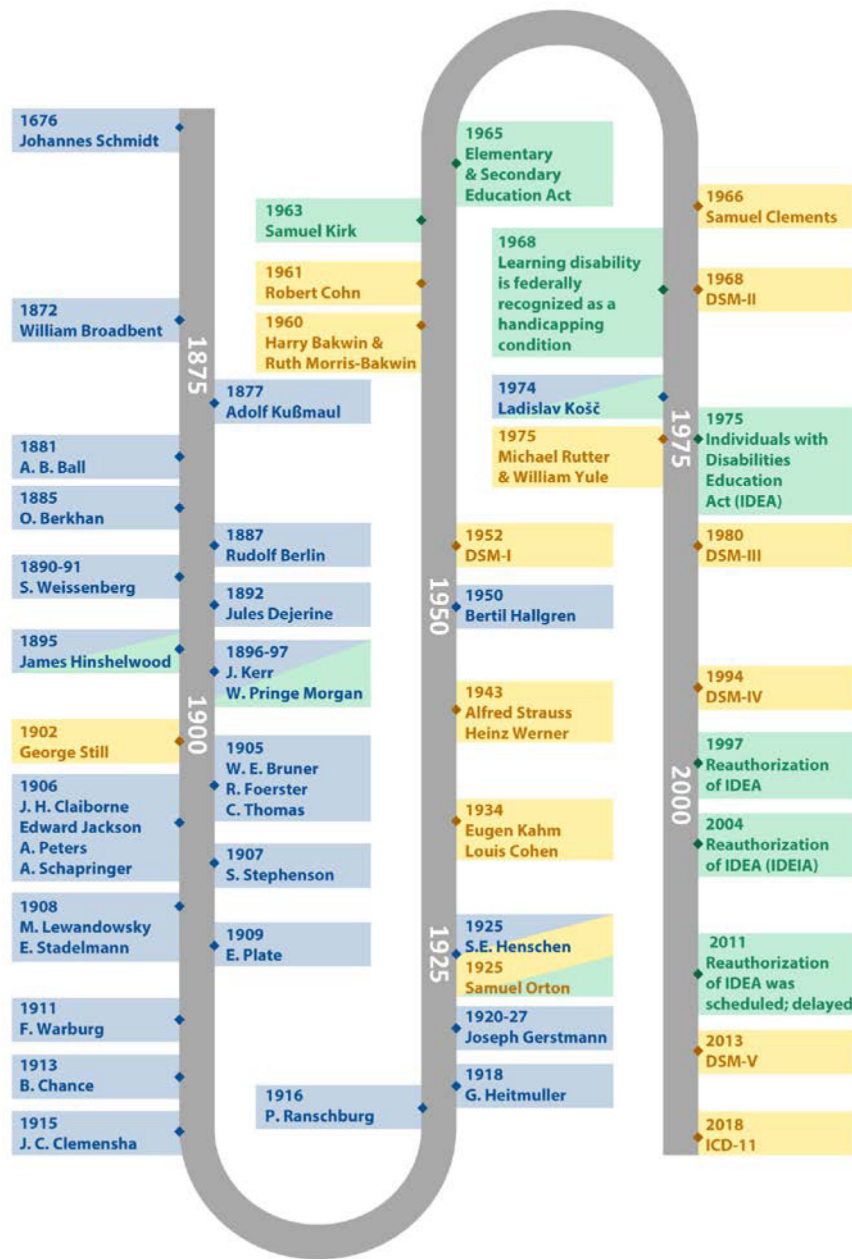 1676
Johannes Schmidt
1872
William Broadbent
1875
1877
Adolf Kußmaul
1881
A. B. Ball
1885
O. Berkhan
1887
Rudolf Berlin
1890-91
S. Weissenberg
1892
Jules Dejerine
1895
James Hinshelwood
1896-97
J. Kerr
W. Pringe Morgan
1900
1902
George Still
1905
W. E. Bruner
R. Foerster
C. Thomas
1906
J. H. Claiborne
Edward Jackson
A. Peters
A. Schapringer
1907
S. Stephenson
1908
M. Lewandowsky
E. Stadelmann
1909
E. Plate
1911
F. Warburg
1913
B. Chance
1915
J. C. Clemensha
1916
P. Ranschburg
1918
G. Heitmuller
1920-27
Joseph Gerstmann
1925
1925
S.E. Henschen
1925
Samuel Orton
1934
Eugen Kahm
Louis Cohen
1943
Alfred Strauss
Heinz Werner
1950
1950
Bertil Hallgren
1952
DSM-I
1960
Harry Bakwin &
Ruth Morris-Bakwin
1961
Robert Cohn
1963
Samuel Kirk
1965
Elementary
& Secondary
Education Act
1966
Samuel Clements
1968
Learning disability
is federally
recognized as a
handicapping
condition
1968
DSM-II
1974
Ladislav Košč
1975
1975
Michael Rutter
& William Yule
1975
Individuals with
Disabilities
Education
Act (IDEA)
1980
DSM-III
1994
DSM-IV
1997
Reauthorization
of IDEA
2000
2004
Reauthorization
of IDEA (IDEIA)
2011
Reauthorization
of IDEA was
scheduled; delayed
2013
DSM-V
2018
ICD-11